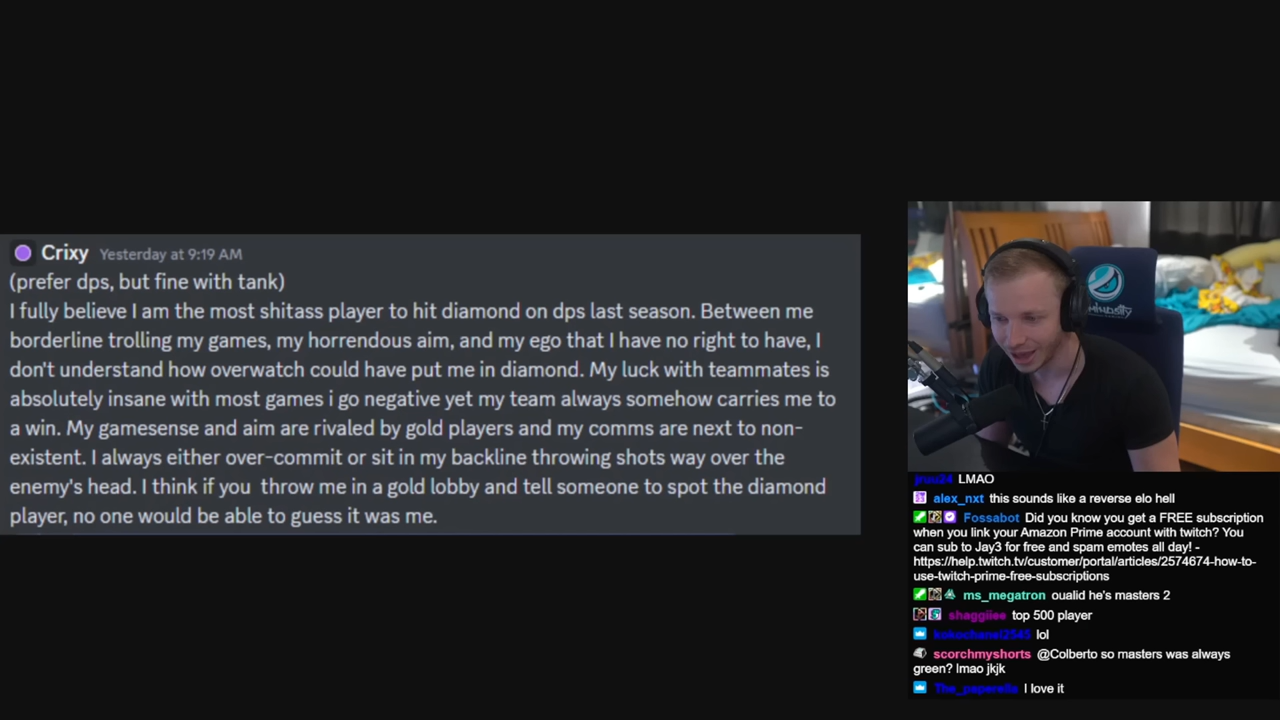 Crixy Yesterday at 9:19 AM
(prefer dps, but fine with tank)
I fully believe I am the most shitass player to hit diamond on dps last season. Between me
borderline trolling my games, my horrendous aim, and my ego that I have no right to have, I
don't understand how overwatch could have put me in diamond. My luck with teammates is
absolutely insane with most games i go negative yet my team always somehow carries me to
a win. My gamesense and aim are rivaled by gold players and my comms are next to non-
existent. I always either over-commit or sit in my backline throwing shots way over the
enemy's head. I think if you throw me in a gold lobby and tell someone to spot the diamond
player, no one would be able to guess it was me.
LMAO
alex_nxt this sounds like a reverse elo hell
Fossabot Did you know you get a FREE subscription
when you link your Amazon Prime account with twitch? You
can sub to Jay3 for free and spam emotes all day! -
https://help.twitch.tv/customer/portal/articles/2574674-how-to-
use-twitch-prime-free-subscriptions
ms_megatron oualid he's masters 2
shaggiiee top 500 player
kokochanel2545 lol
scorchmyshorts @Colberto so masters was always
green? lmao jkjk
The_paperella I love it